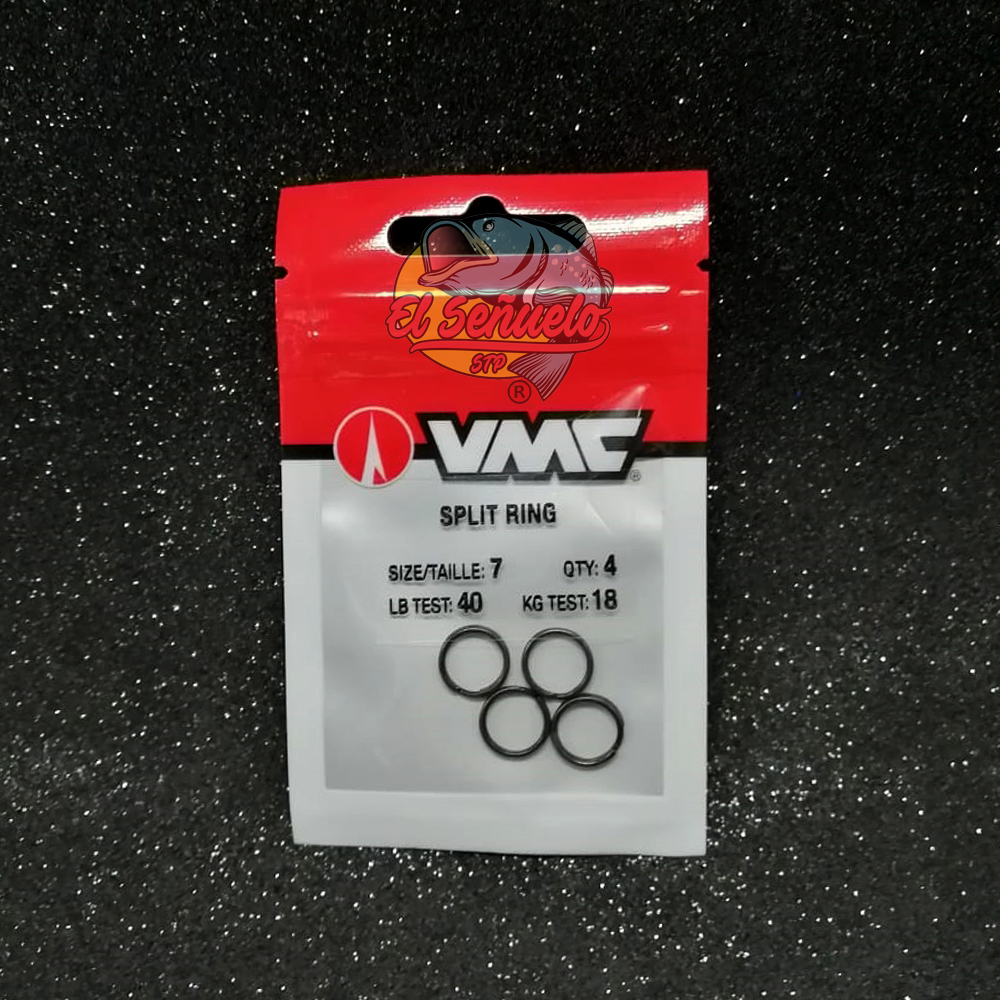 El Señuelo
STP
®
VMC®
SPLIT RING
SIZE/TAILLE: 7 QTY: 4
LB TEST: 40 KG TEST: 18